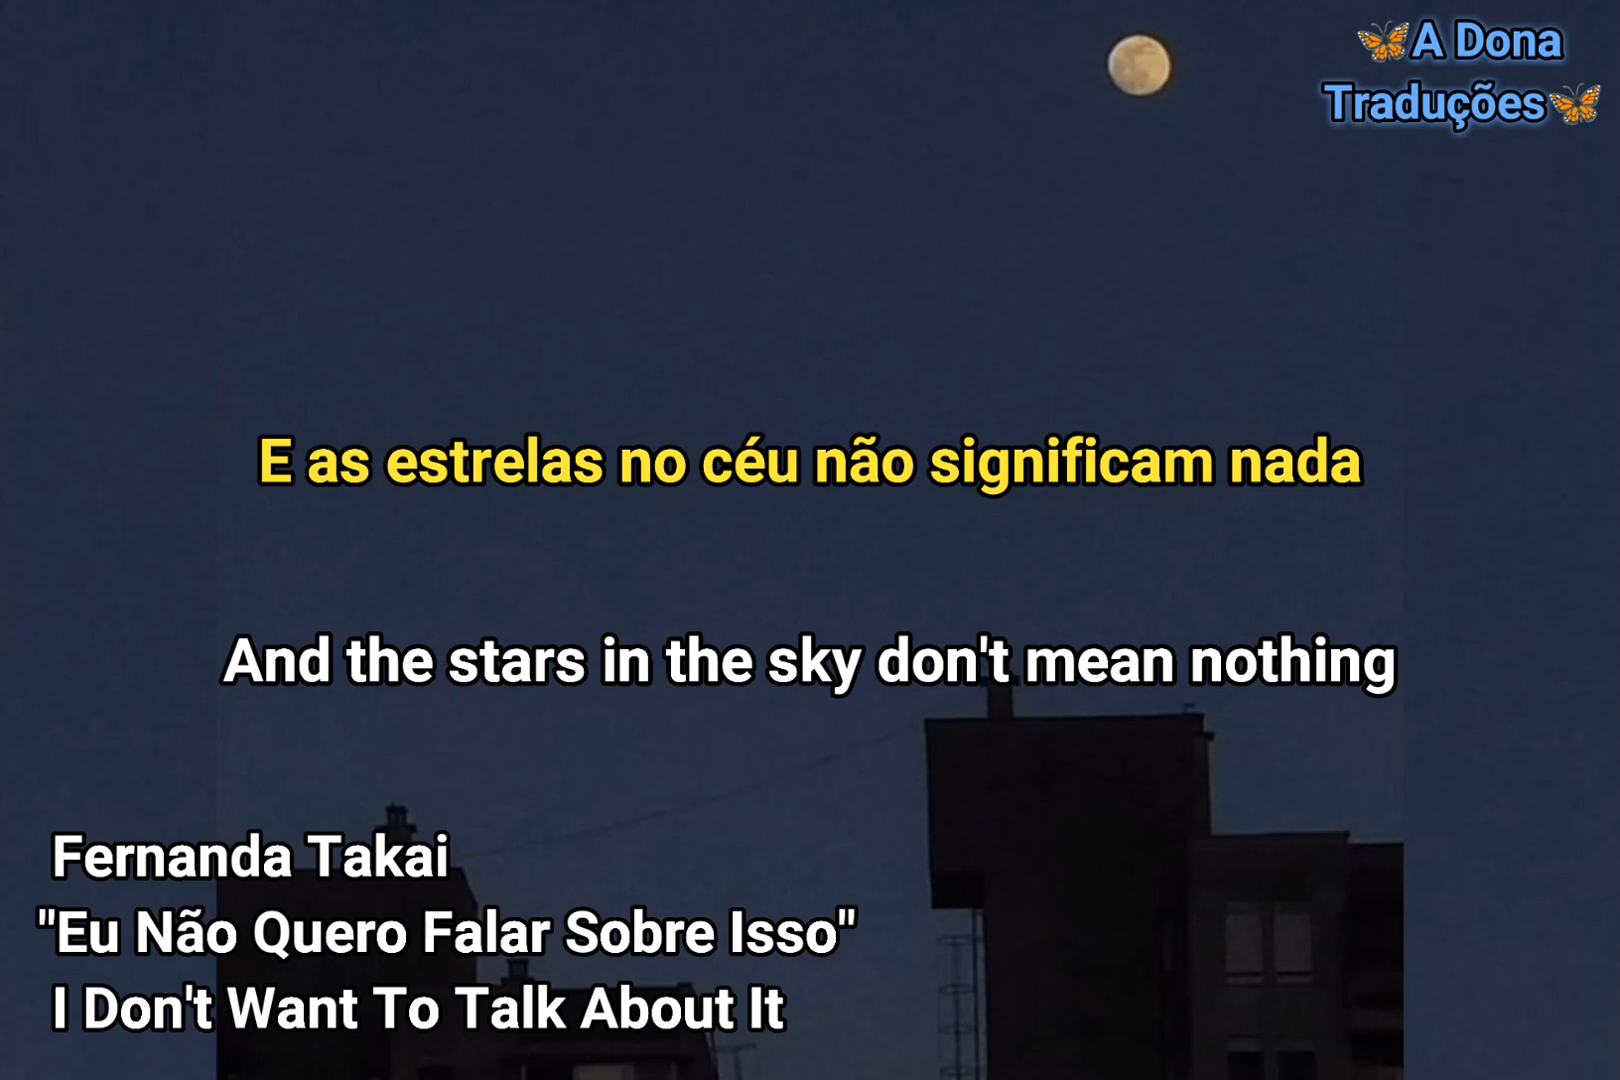 🦋A Dona
Traduções🦋
E as estrelas no céu não significam nada
And the stars in the sky don't mean nothing
Fernanda Takai
"Eu Não Quero Falar Sobre Isso"
I Don't Want To Talk About It